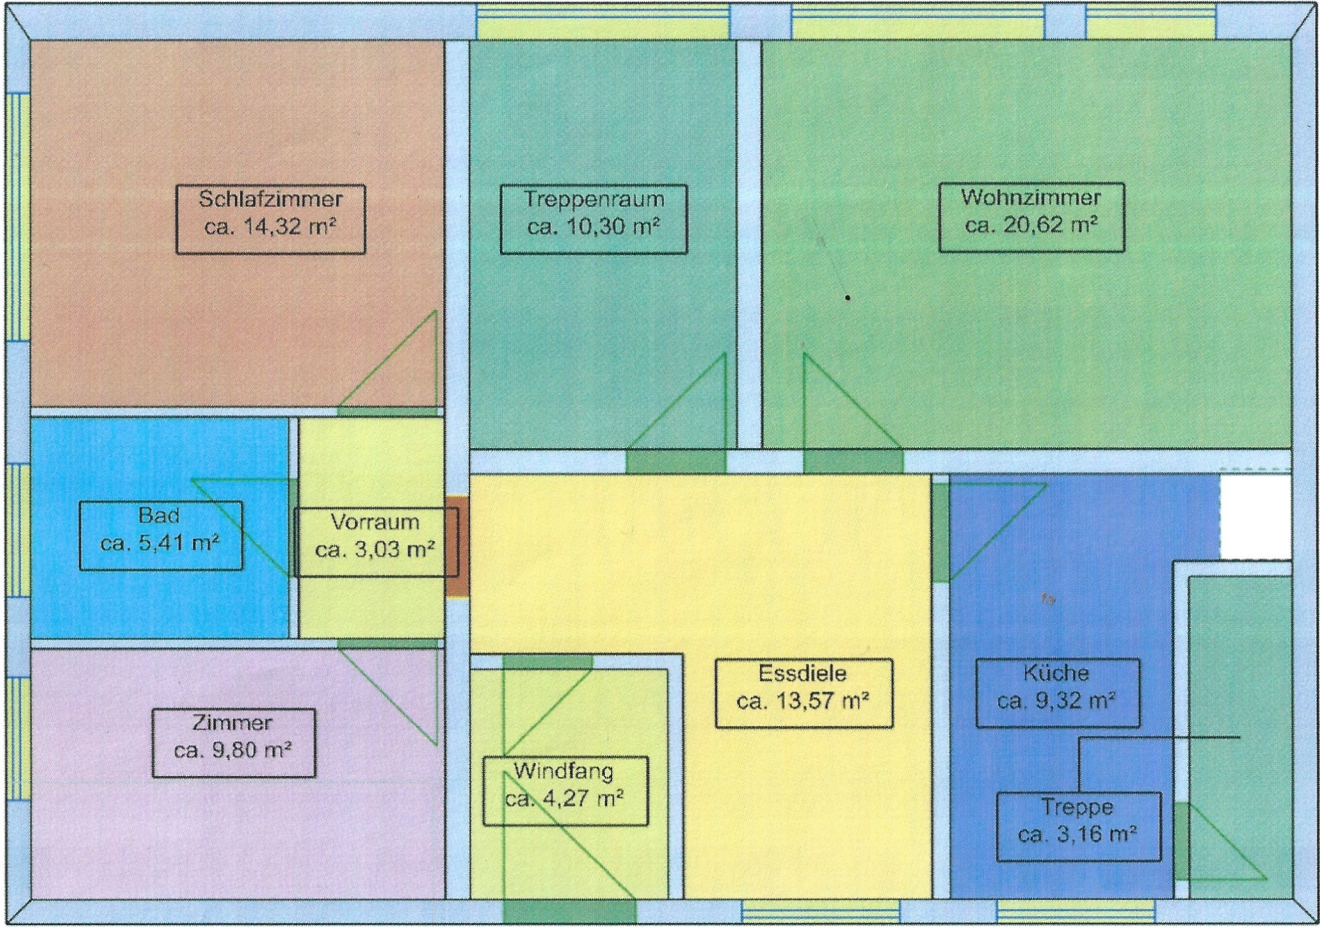 Schlafzimmer
ca. 14,32 m²
Treppenraum
ca. 10,30 m²
Wohnzimmer
ca. 20,62 m²
Bad
ca. 5,41 m²
Vorraum
ca. 3,03 m²
Zimmer
ca. 9,80 m²
Windfang
ca. 4,27 m²
Essdiele
ca. 13,57 m²
Küche
ca. 9,32 m²
Treppe
ca. 3,16 m²